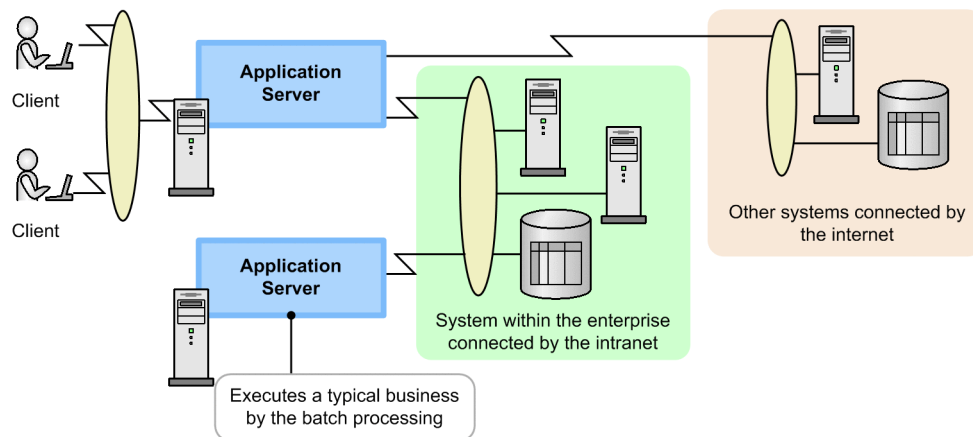 Client
Client
Application
Server
Application
Server
System within the enterprise
connected by the intranet
Other systems connected by
the internet
Executes a typical business
by the batch processing